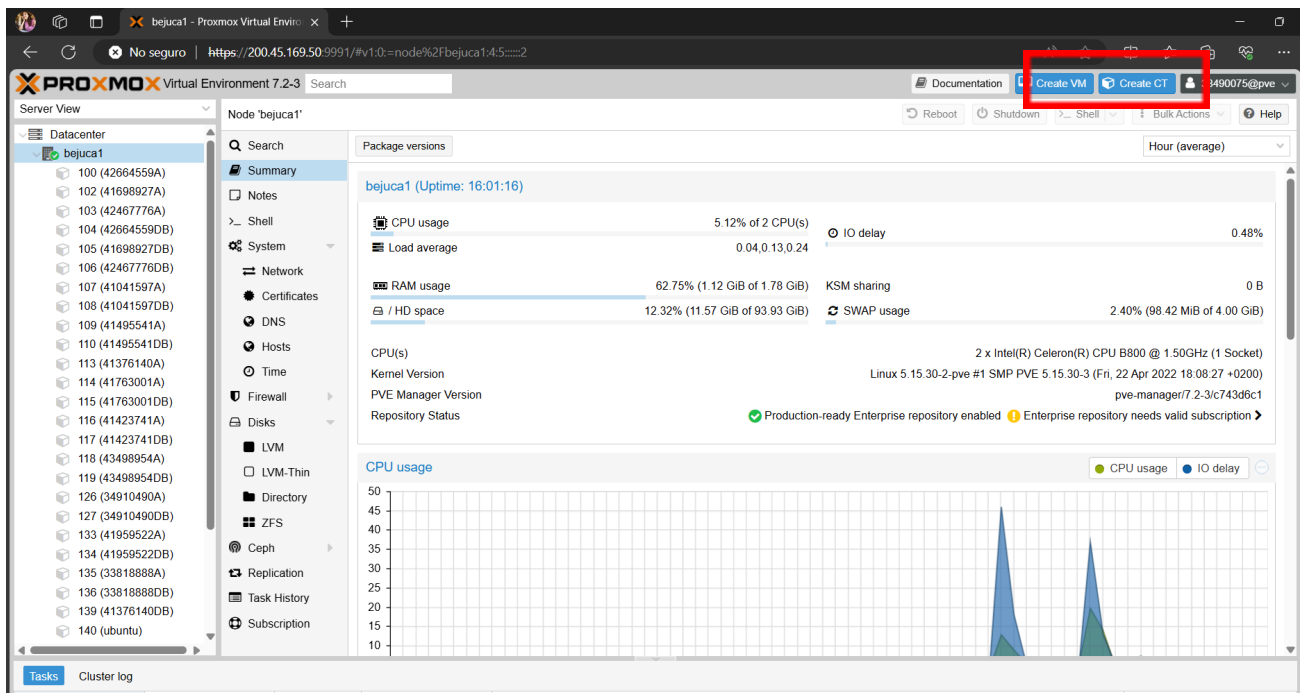 bejuca1 - Proxmox Virtual Enviro
No seguro | https://200.45.169.50:9991/#v1:0:=node%2Fbejuca1:4:5::::::2
PROXMOX Virtual Environment 7.2-3 Search
Documentation Create VM Create CT 490075@pve
Server View
Node 'bejuca1'
Reboot Shutdown Shell Bulk Actions Help
Datacenter
bejuca1
100 (42664559A)
102 (41698927A)
103 (42467776A)
104 (42664559DB)
105 (41698927DB)
106 (42467776DB)
107 (41041597A)
108 (41041597DB)
109 (41495541A)
110 (41495541DB)
113 (41376140A)
114 (41763001A)
115 (41763001DB)
116 (41423741A)
117 (41423741DB)
118 (43498954A)
119 (43498954DB)
126 (34910490A)
127 (34910490DB)
133 (41959522A)
134 (41959522DB)
135 (33818888A)
136 (33818888DB)
139 (41376140DB)
140 (ubuntu)
Search
Summary
Notes
Shell
System
Network
Certificates
DNS
Hosts
Time
Firewall
Disks
LVM
LVM-Thin
Directory
ZFS
Ceph
Replication
Task History
Subscription
Package versions
Hour (average)
bejuca1 (Uptime: 16:01:16)
CPU usage 5.12% of 2 CPU(s)
IO delay 0.48%
Load average 0.04,0.13,0.24
RAM usage 62.75% (1.12 GiB of 1.78 GiB)
KSM sharing 0 B
/ HD space 12.32% (11.57 GiB of 93.93 GiB)
SWAP usage 2.40% (98.42 MiB of 4.00 GiB)
CPU(s) 2 x Intel(R) Celeron(R) CPU B800 @ 1.50GHz (1 Socket)
Kernel Version Linux 5.15.30-2-pve #1 SMP PVE 5.15.30-3 (Fri, 22 Apr 2022 18:08:27 +0200)
PVE Manager Version pve-manager/7.2-3/c743d6c1
Repository Status Production-ready Enterprise repository enabled Enterprise repository needs valid subscription
CPU usage
CPU usage IO delay
50
45
40
35
30
25
20
15
10
Tasks Cluster log